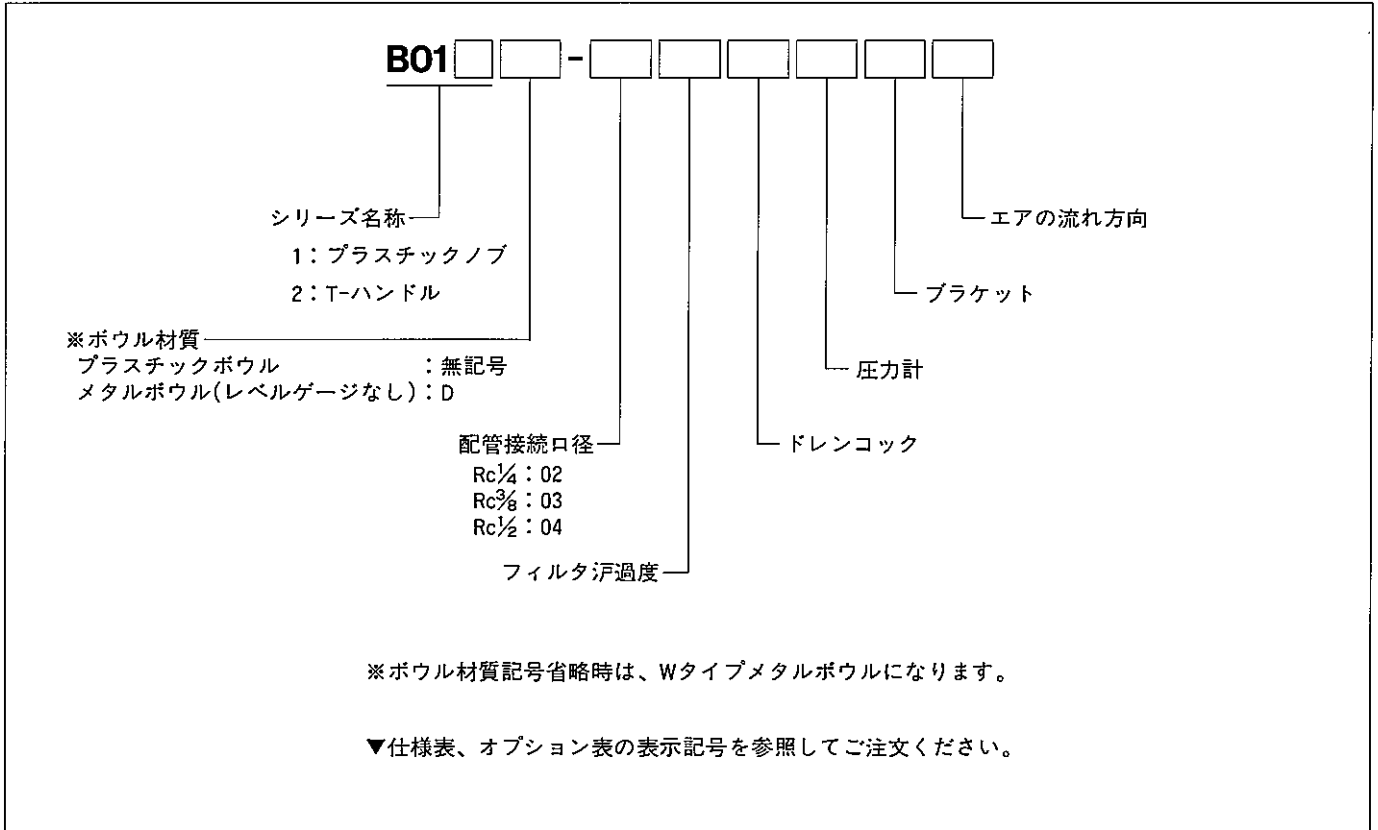 B01 -
シリーズ名称
1：プラスチックノブ
2：T-ハンドル
エアの流れ方向
ブラケット
※ボウル材質
プラスチックボウル ：無記号
メタルボウル(レベルゲージなし)：D
圧力計
配管接続口径
Rc1/4：02
Rc3/8：03
Rc1/2：04
ドレンコック
フィルタ沪過度
※ボウル材質記号省略時は、Wタイプメタルボウルになります。
▼仕様表、オプション表の表示記号を参照してご注文ください。